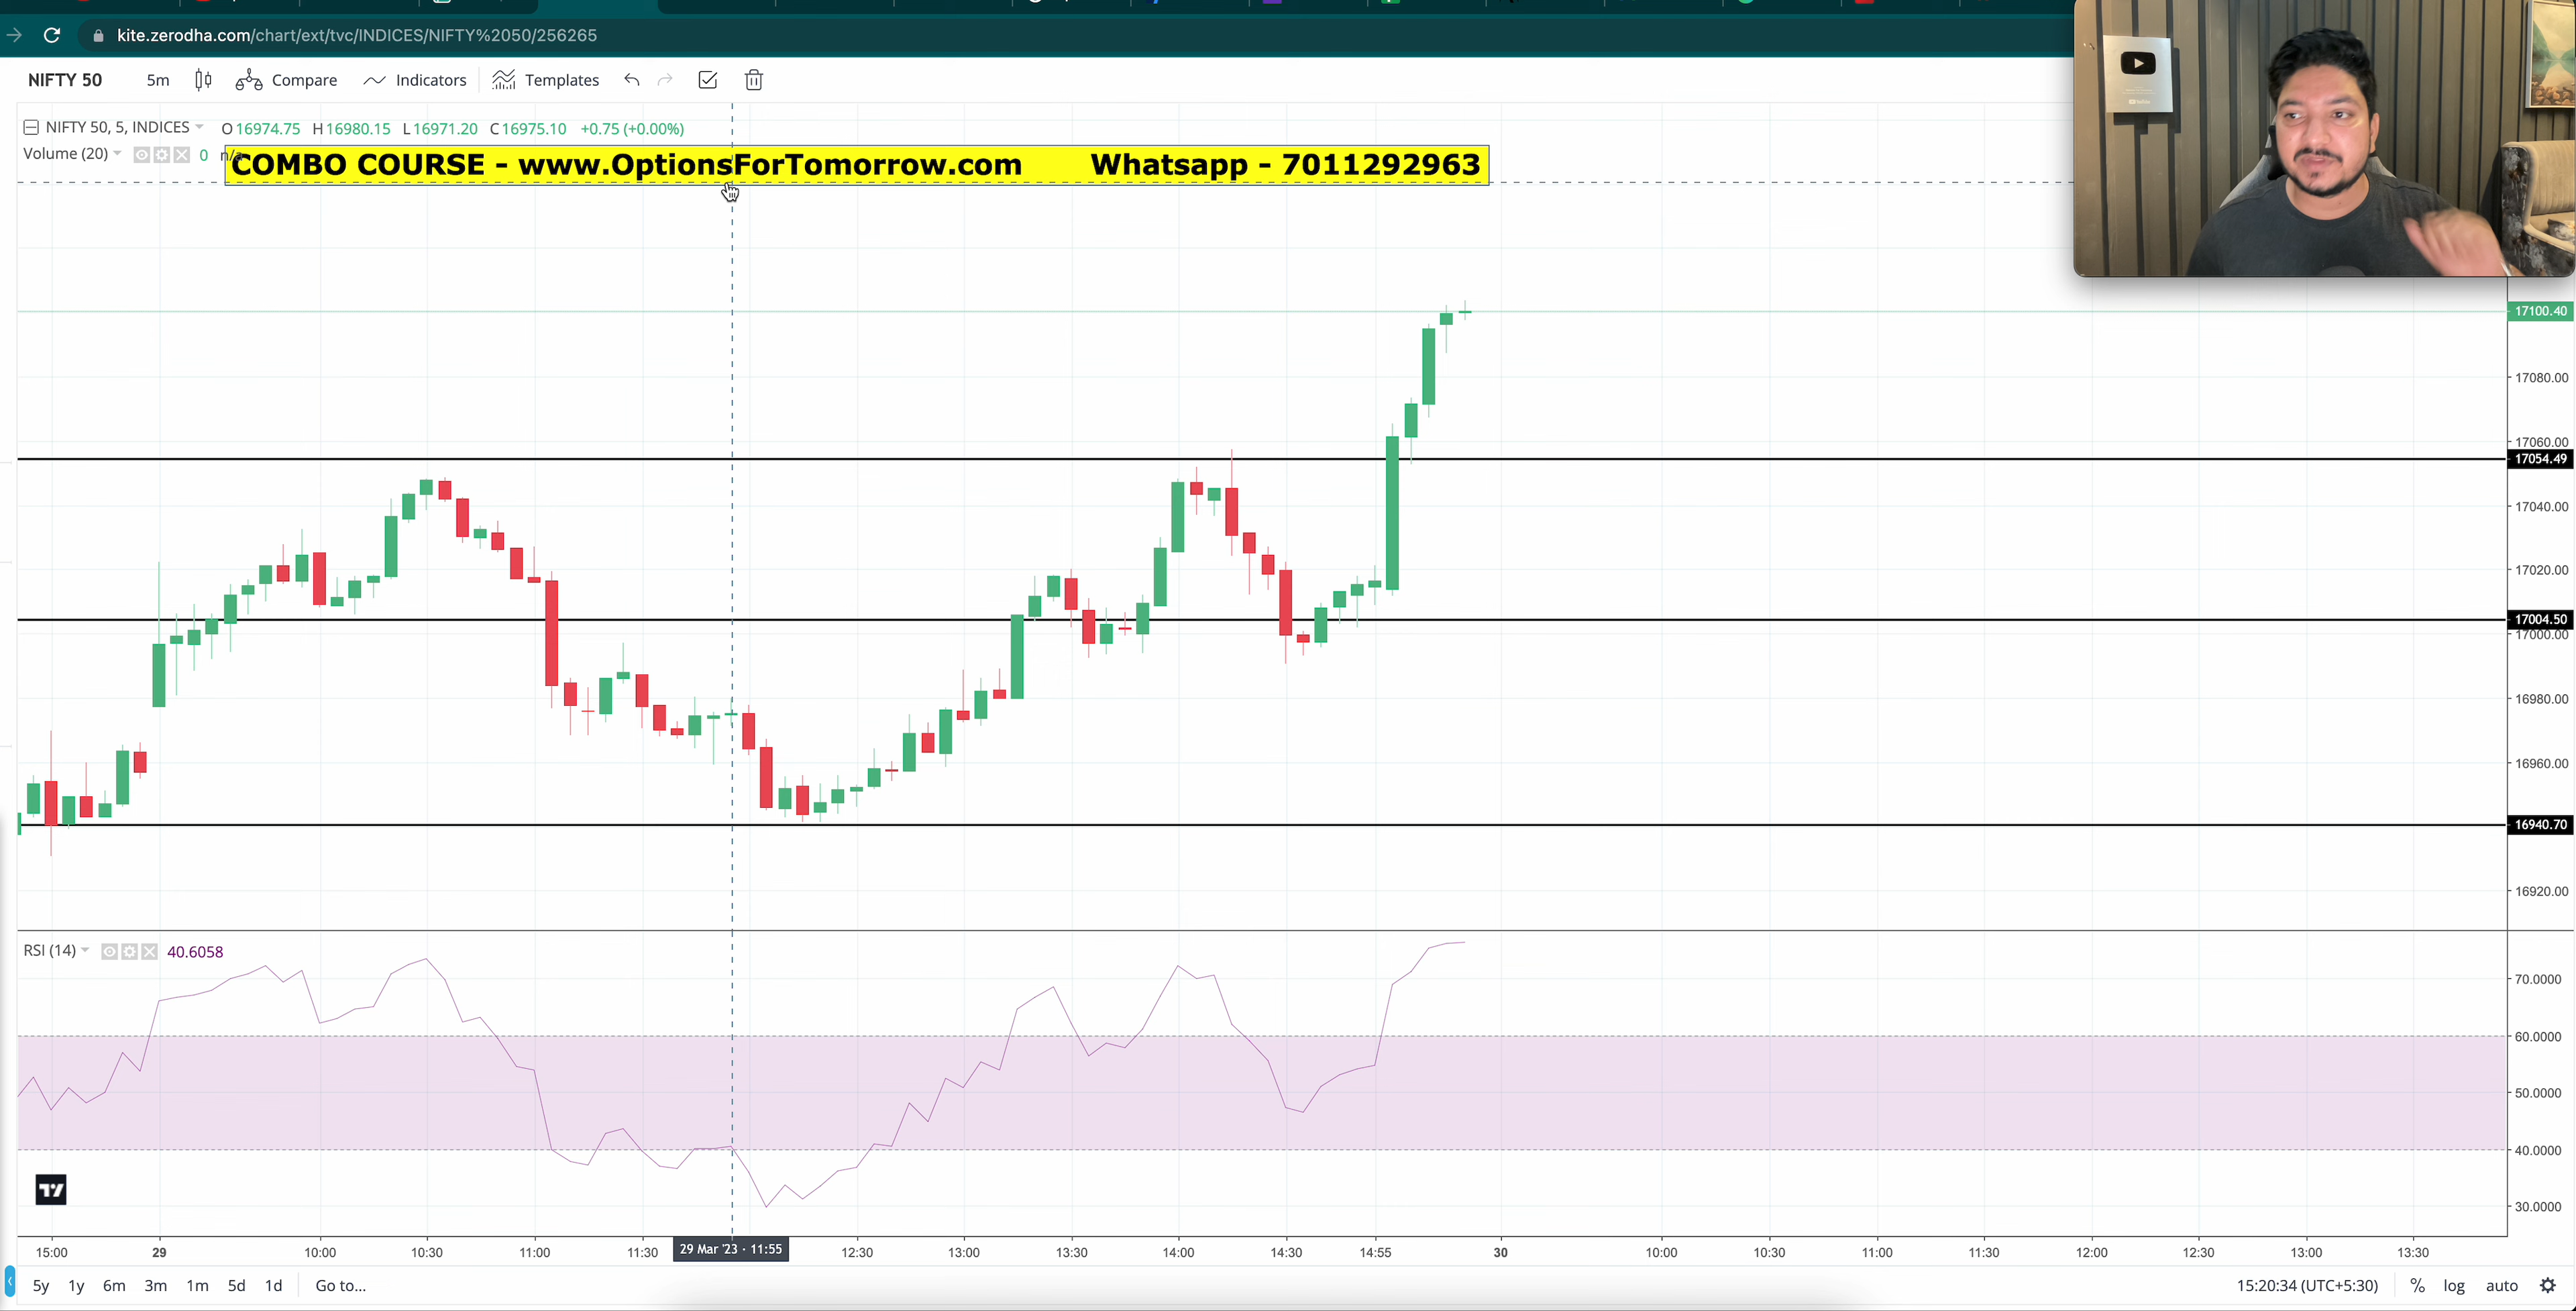 kite.zerodha.com/chart/ext/tvc/INDICES/NIFTY%2050/256265
NIFTY 50 5m Compare Indicators Templates
NIFTY 50, 5, INDICES O16974.75 H16980.15 L16971.20 C16975.10 +0.75 (+0.00%)
Volume (20) 0 n/a
COMBO COURSE - www.OptionsForTomorrow.com Whatsapp - 7011292963
17100.40
17080.00
17060.00
17054.49
17040.00
17020.00
17004.50
17000.00
16980.00
16960.00
16940.70
16920.00
RSI (14) 40.6058
70.0000
60.0000
50.0000
40.0000
30.0000
15:00 29 10:00 10:30 11:00 11:30 29 Mar '23 · 11:55 12:30 13:00 13:30 14:00 14:30 14:55 30 10:00 10:30 11:00 11:30 12:00 12:30 13:00 13:30
5y 1y 6m 3m 1m 5d 1d Go to... 15:20:34 (UTC+5:30) % log auto